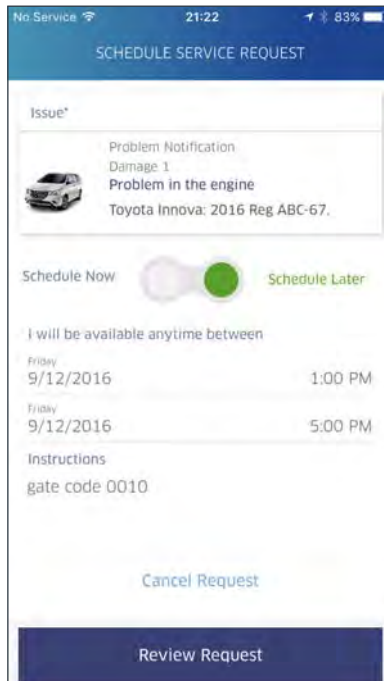 No Service 21:22 83%
SCHEDULE SERVICE REQUEST
Issue*
Problem Notification
Damage 1
Problem in the engine
Toyota Innova: 2016 Reg ABC-67.
Schedule Now Schedule Later
I will be available anytime between
Friday
9/12/2016 1:00 PM
Friday
9/12/2016 5:00 PM
Instructions
gate code 0010
Cancel Request
Review Request